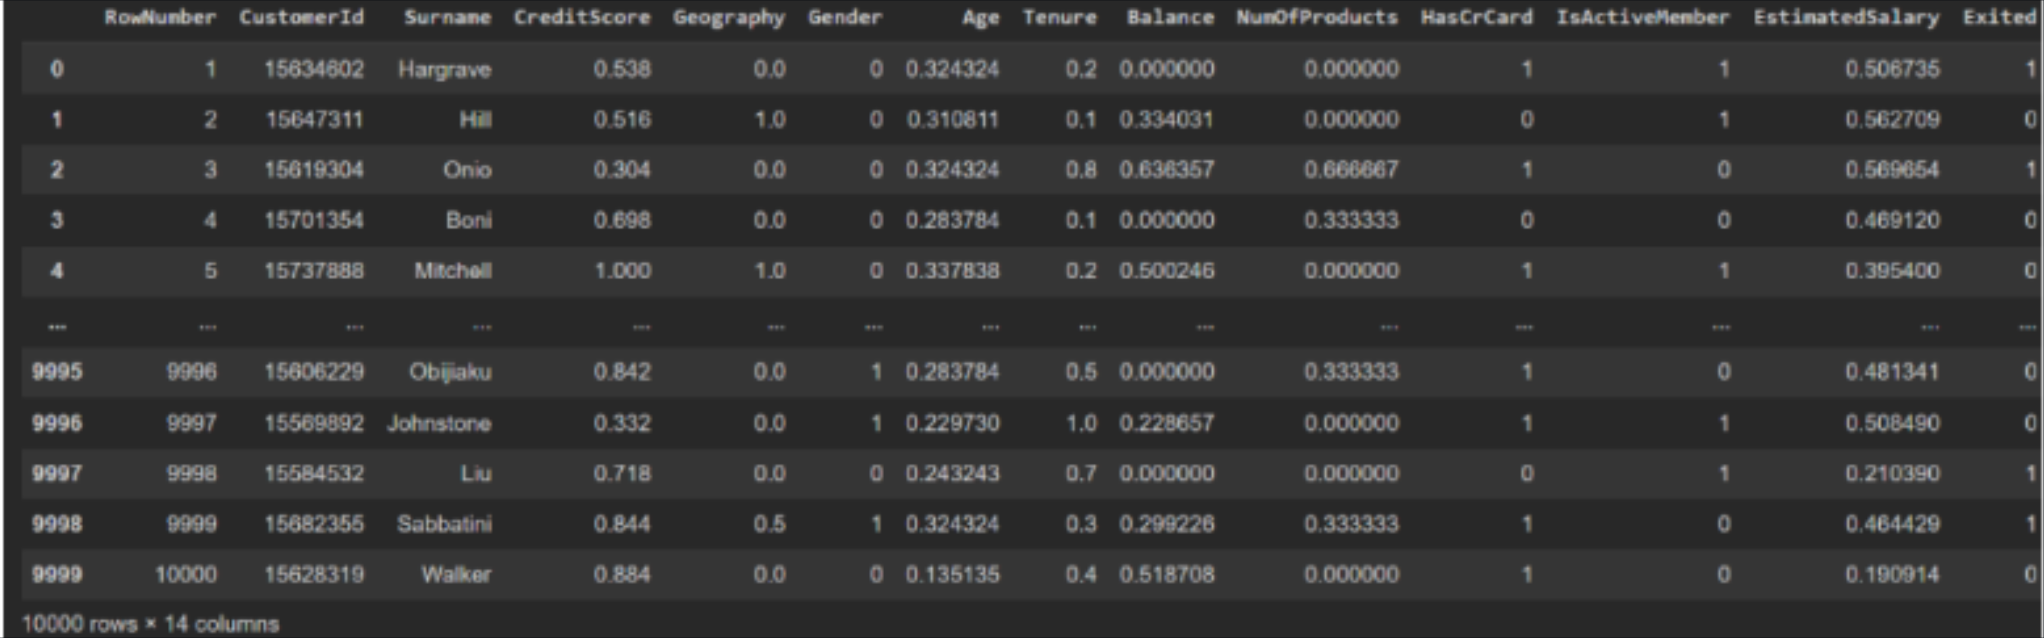 RowNumber CustomerId Surname CreditScore Geography Gender Age Tenure Balance NumOfProducts HasCrCard IsActiveMember EstimatedSalary Exited
0 1 15634602 Hargrave 0.538 0.0 0 0.324324 0.2 0.000000 0.000000 1 1 0.506735 1
1 2 15647311 Hill 0.516 1.0 0 0.310811 0.1 0.334031 0.000000 0 1 0.562709 0
2 3 15619304 Onio 0.304 0.0 0 0.324324 0.8 0.636357 0.666667 1 0 0.569654 1
3 4 15701354 Boni 0.698 0.0 0 0.283784 0.1 0.000000 0.333333 0 0 0.469120 0
4 5 15737888 Mitchell 1.000 1.0 0 0.337838 0.2 0.500246 0.000000 1 1 0.395400 0
... ... ... ... ... ... ... ... ... ... ... ... ... ... ...
9995 9996 15606229 Obijiaku 0.842 0.0 1 0.283784 0.5 0.000000 0.333333 1 0 0.481341 0
9996 9997 15569892 Johnstone 0.332 0.0 1 0.229730 1.0 0.228657 0.000000 1 1 0.508490 0
9997 9998 15584532 Liu 0.718 0.0 0 0.243243 0.7 0.000000 0.000000 0 1 0.210390 1
9998 9999 15682355 Sabbatini 0.844 0.5 1 0.324324 0.3 0.299226 0.333333 1 0 0.464429 1
9999 10000 15628319 Walker 0.884 0.0 0 0.135135 0.4 0.518708 0.000000 1 0 0.190914 0
10000 rows × 14 columns